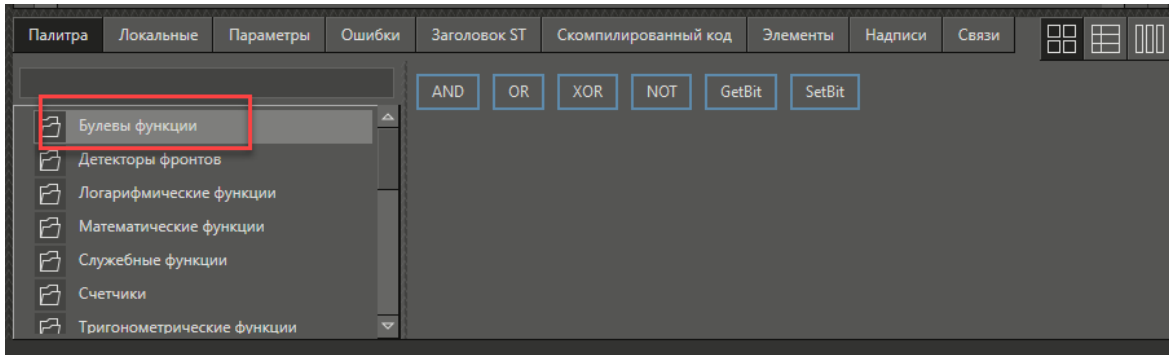 Палитра Локальные Параметры Ошибки Заголовок ST Скомпилированный код Элементы Надписи Связи
AND OR XOR NOT GetBit SetBit
Булевы функции
Детекторы фронтов
Логарифмические функции
Математические функции
Служебные функции
Счетчики
Тригонометрические функции